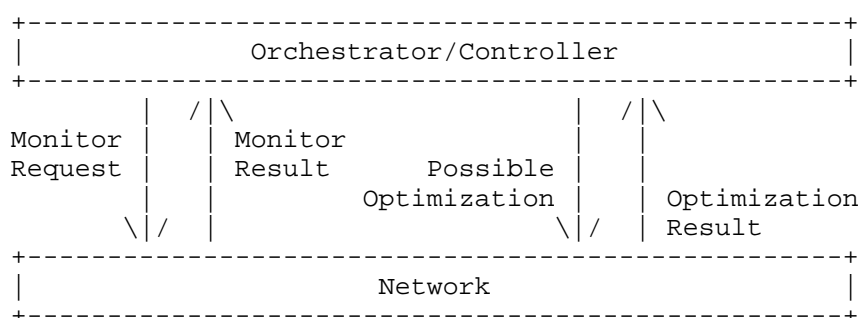 Orchestrator/Controller
Monitor Monitor
Request Result Possible
Optimization Optimization
Result
Network